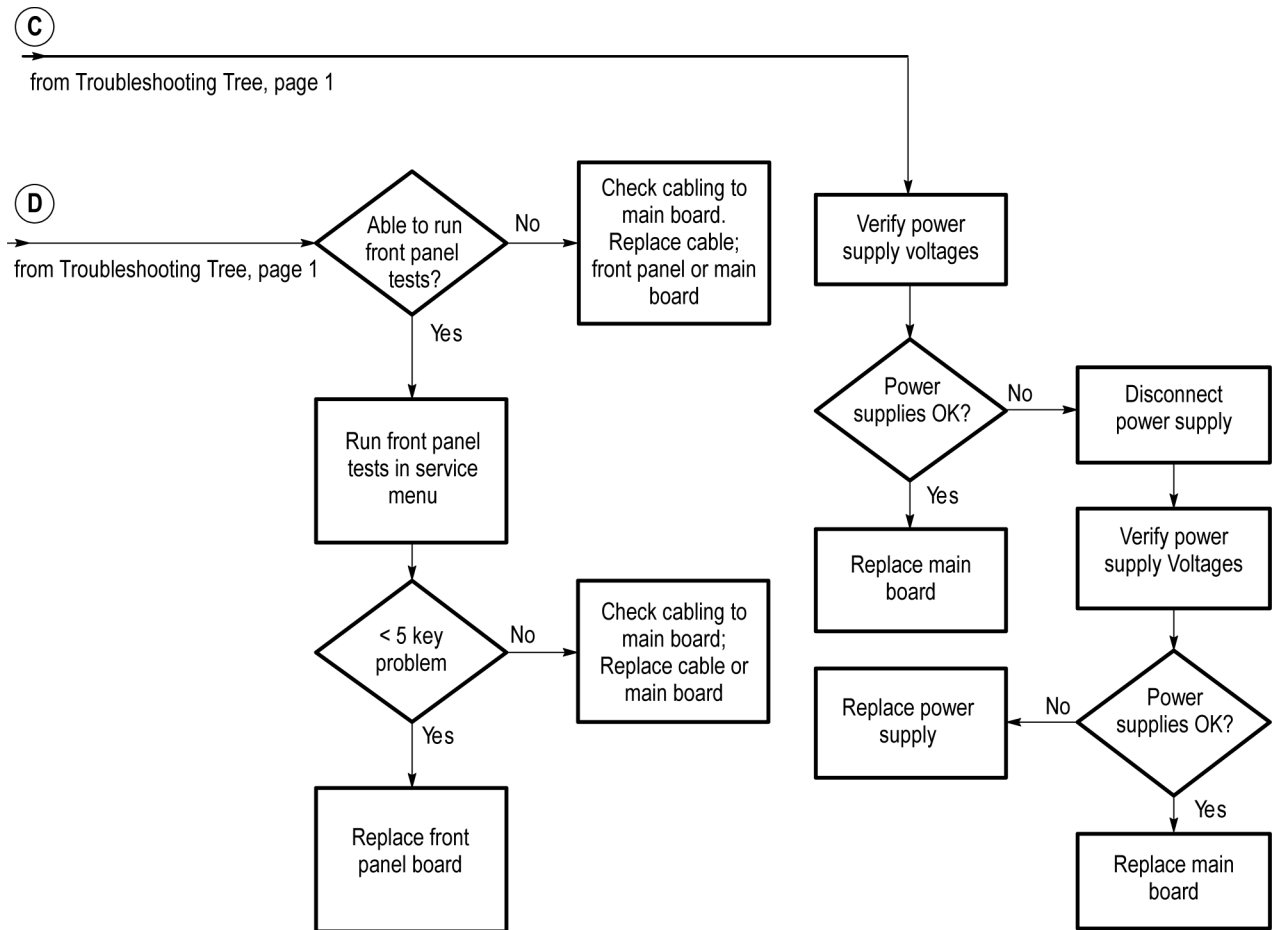 C
from Troubleshooting Tree, page 1
D
from Troubleshooting Tree, page 1
Able to run
front panel
tests?
No
Check cabling to
main board.
Replace cable;
front panel or main
board
Yes
Run front panel
tests in service
menu
< 5 key
problem
No
Check cabling to
main board;
Replace cable or
main board
Yes
Replace front
panel board
Verify power
supply voltages
Power
supplies OK?
No
Disconnect
power supply
Yes
Replace main
board
Verify power
supply Voltages
Power
supplies OK?
No
Replace power
supply
Yes
Replace main
board